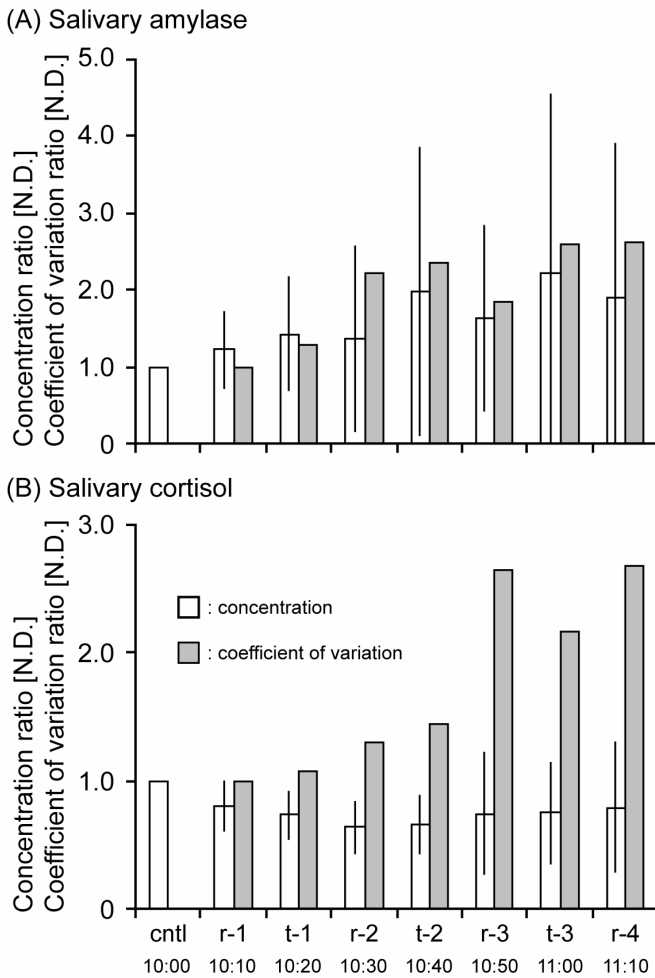 (A) Salivary amylase
Concentration ratio [N.D.]
Coefficient of variation ratio [N.D.]
5.0
4.0
3.0
2.0
1.0
0
(B) Salivary cortisol
Concentration ratio [N.D.]
Coefficient of variation ratio [N.D.]
3.0
2.0
1.0
0
: concentration
: coefficient of variation
cntl r-1 t-1 r-2 t-2 r-3 t-3 r-4
10:00 10:10 10:20 10:30 10:40 10:50 11:00 11:10